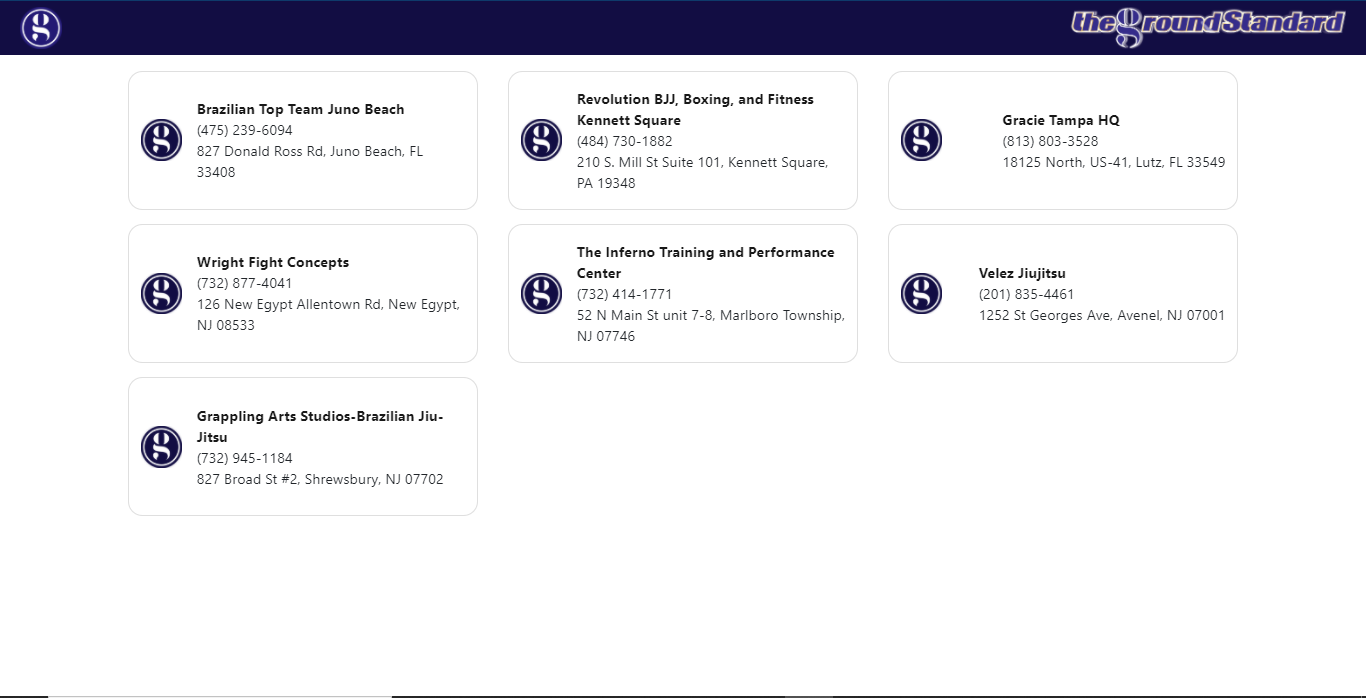 g
thegroundStandard
Brazilian Top Team Juno Beach
(475) 239-6094
827 Donald Ross Rd, Juno Beach, FL
33408
g
Revolution BJJ, Boxing, and Fitness
Kennett Square
(484) 730-1882
210 S. Mill St Suite 101, Kennett Square,
PA 19348
g
Gracie Tampa HQ
(813) 803-3528
18125 North, US-41, Lutz, FL 33549
g
Wright Fight Concepts
(732) 877-4041
126 New Egypt Allentown Rd, New Egypt,
NJ 08533
g
The Inferno Training and Performance
Center
(732) 414-1771
52 N Main St unit 7-8, Marlboro Township,
NJ 07746
g
Velez Jiujitsu
(201) 835-4461
1252 St Georges Ave, Avenel, NJ 07001
g
Grappling Arts Studios-Brazilian Jiu-
Jitsu
(732) 945-1184
827 Broad St #2, Shrewsbury, NJ 07702
g